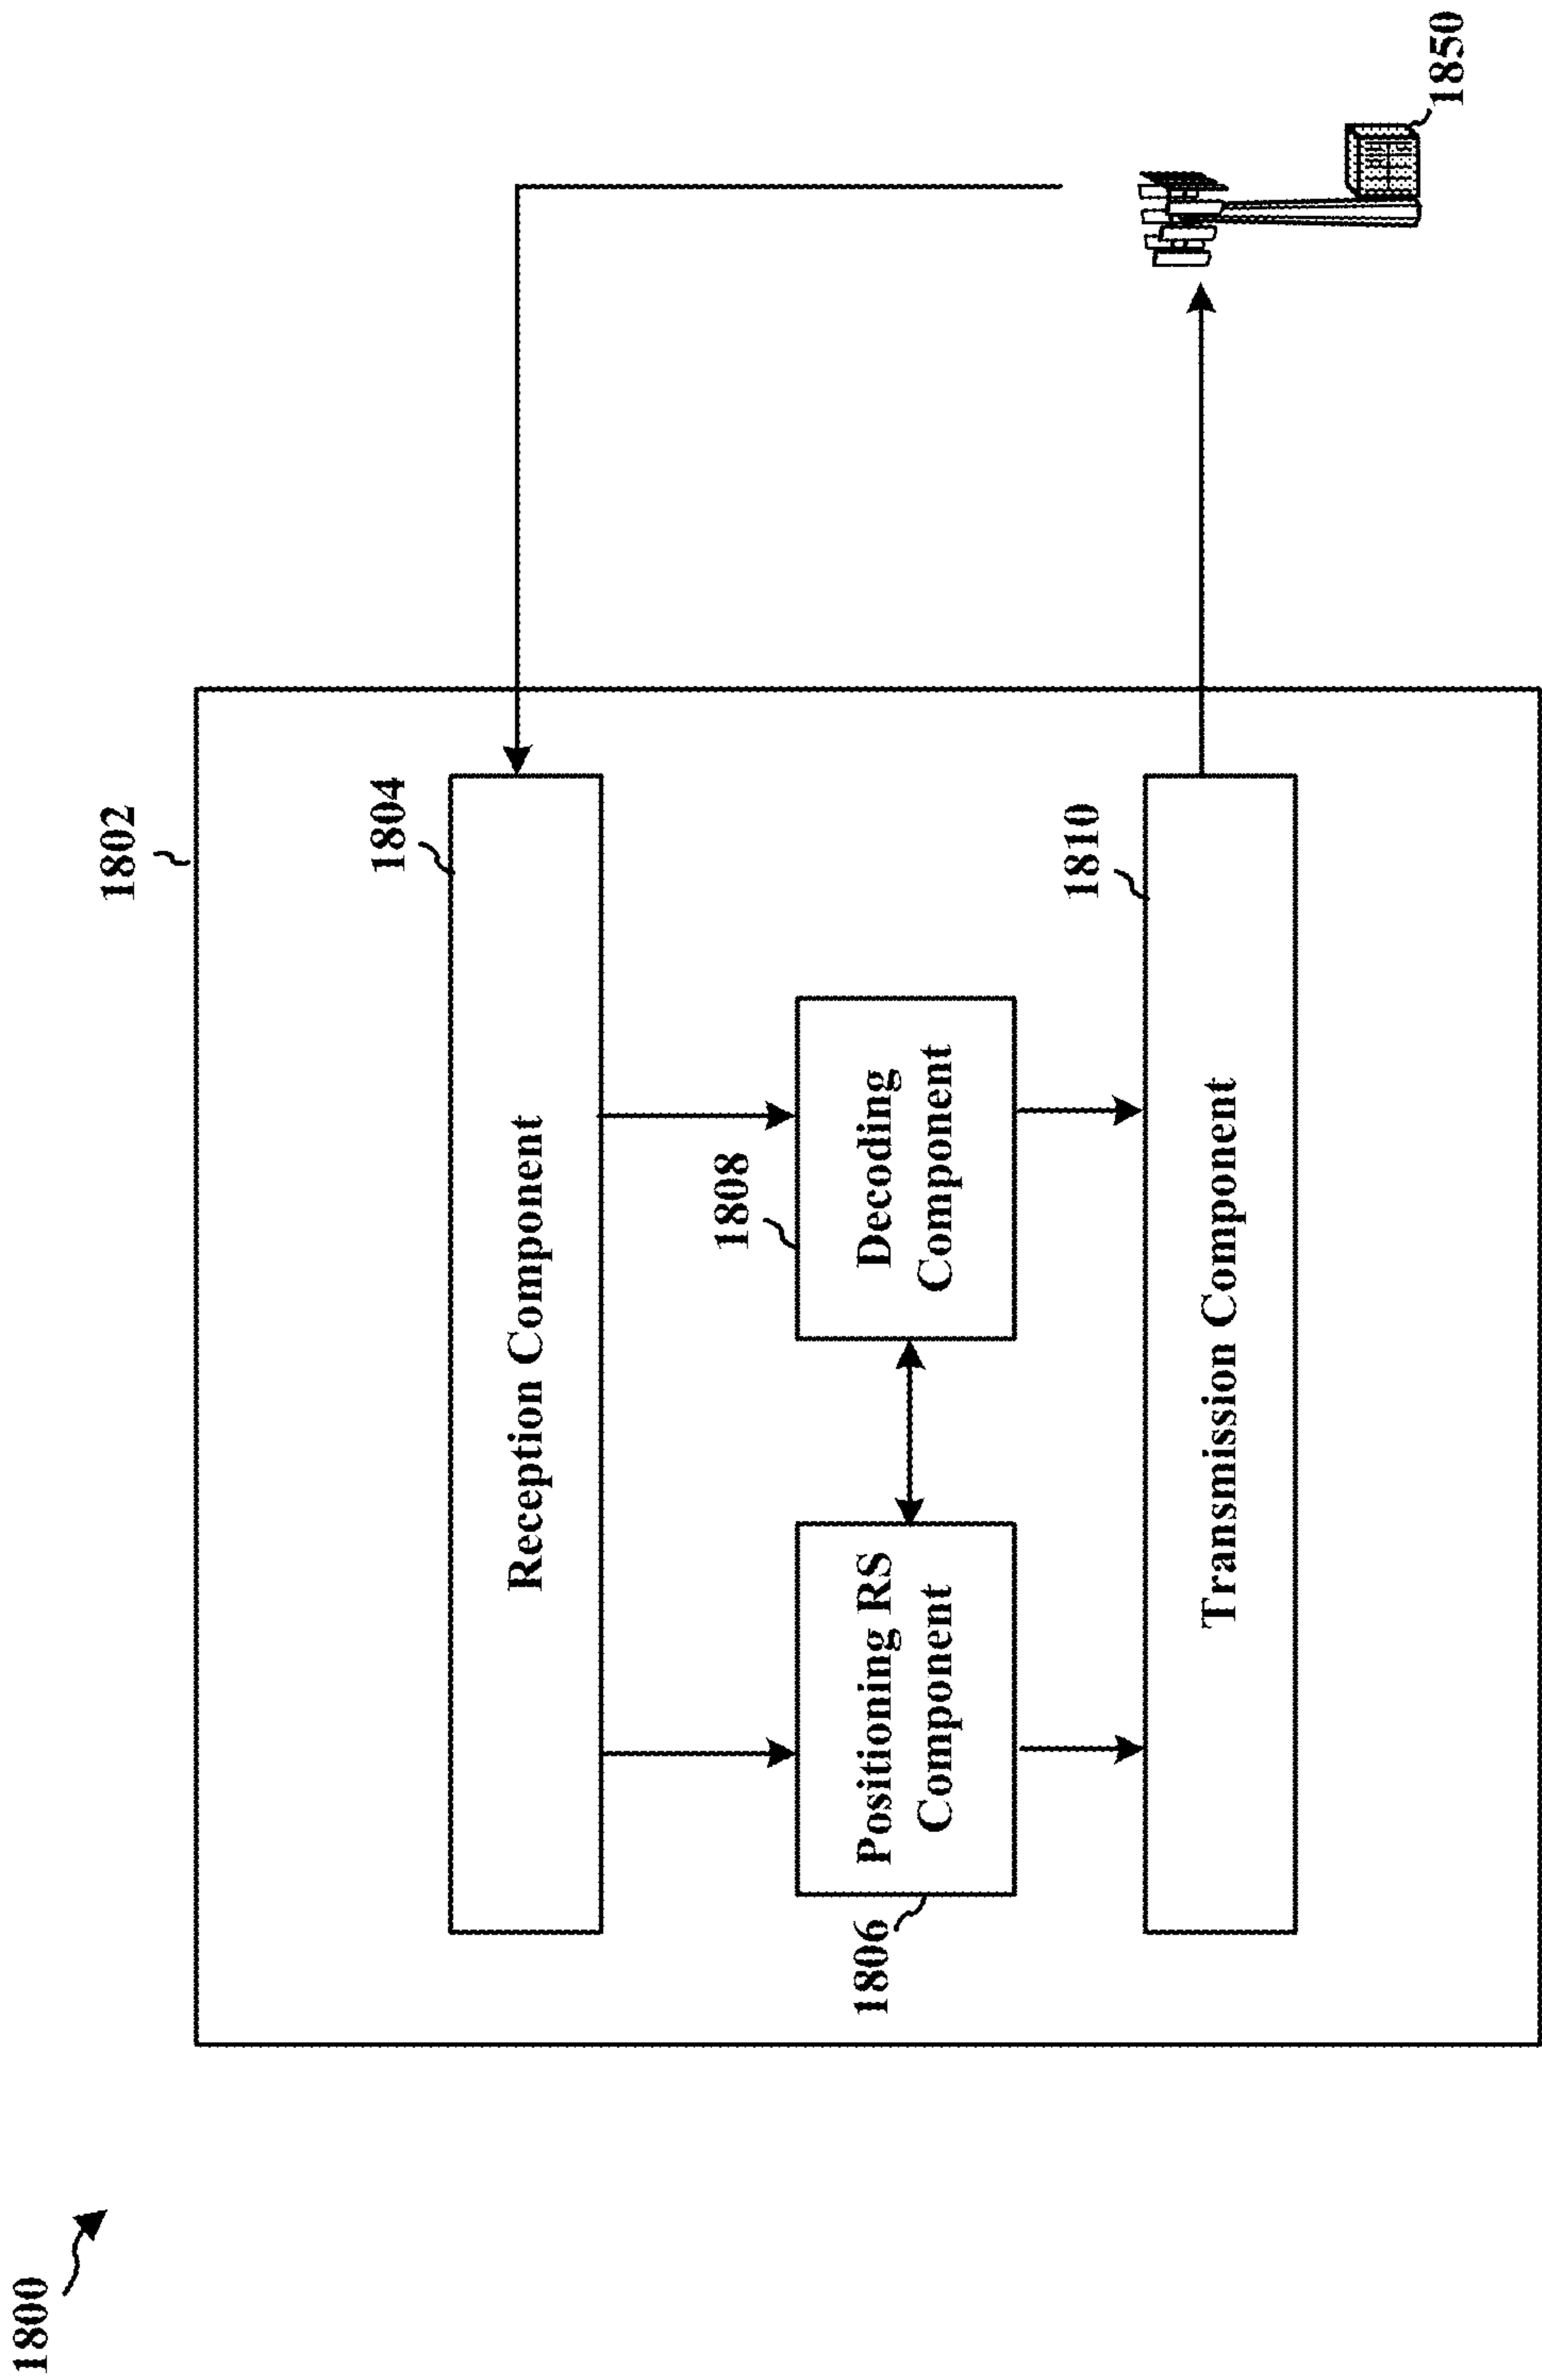 1800
1802
1804
Reception Component
1808
Decoding
Component
1806
Positioning RS
Component
1810
Transmission Component
1850